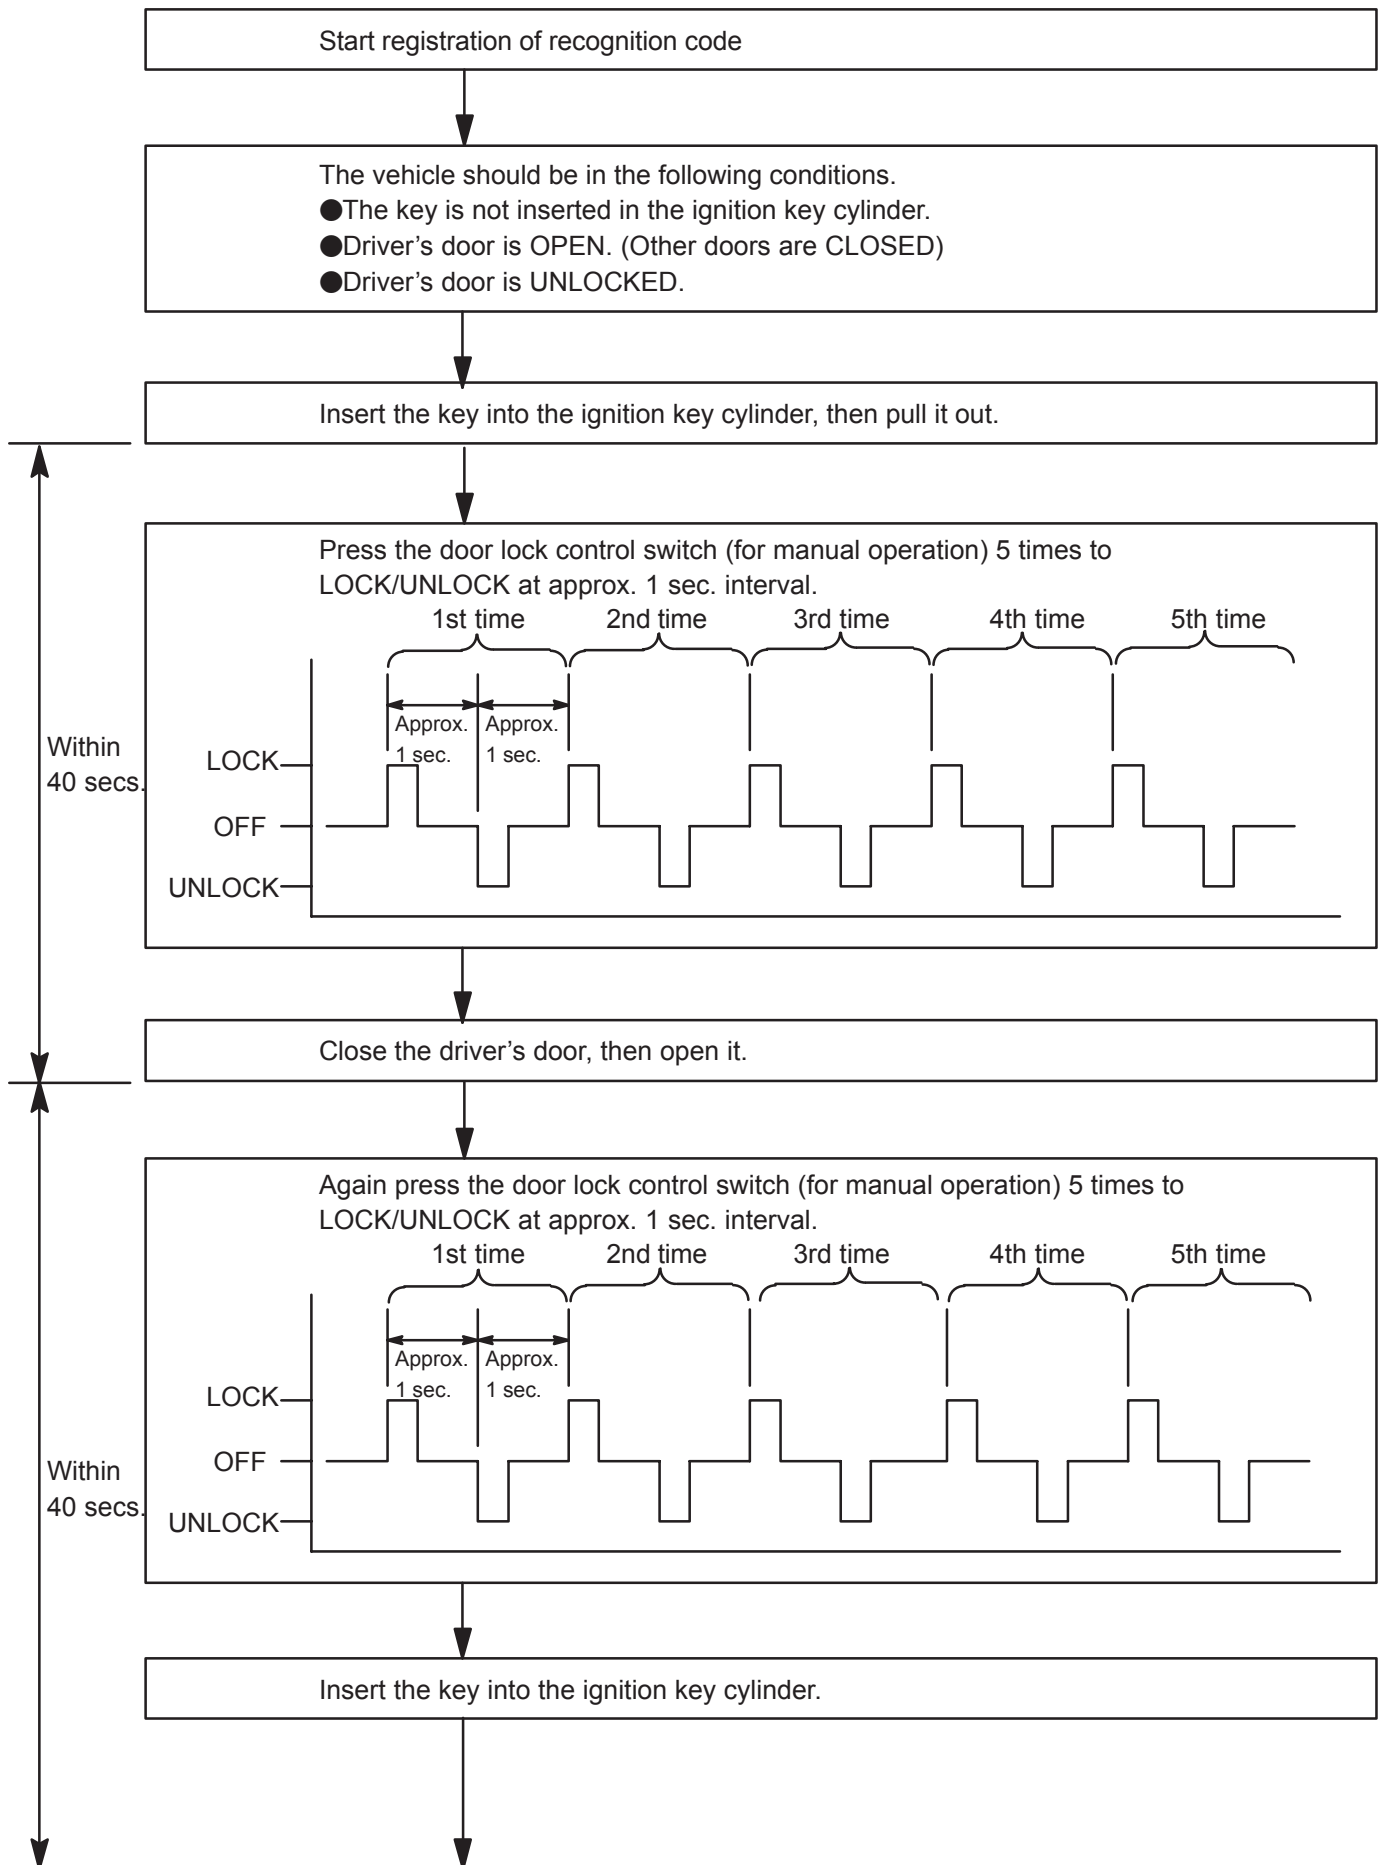 Start registration of recognition code
The vehicle should be in the following conditions.
●The key is not inserted in the ignition key cylinder.
●Driver's door is OPEN. (Other doors are CLOSED)
●Driver's door is UNLOCKED.
Insert the key into the ignition key cylinder, then pull it out.
Within
40 secs.
Press the door lock control switch (for manual operation) 5 times to
LOCK/UNLOCK at approx. 1 sec. interval.
1st time 2nd time 3rd time 4th time 5th time
Approx. Approx.
1 sec. 1 sec.
LOCK
OFF
UNLOCK
Close the driver's door, then open it.
Within
40 secs.
Again press the door lock control switch (for manual operation) 5 times to
LOCK/UNLOCK at approx. 1 sec. interval.
1st time 2nd time 3rd time 4th time 5th time
Approx. Approx.
1 sec. 1 sec.
LOCK
OFF
UNLOCK
Insert the key into the ignition key cylinder.